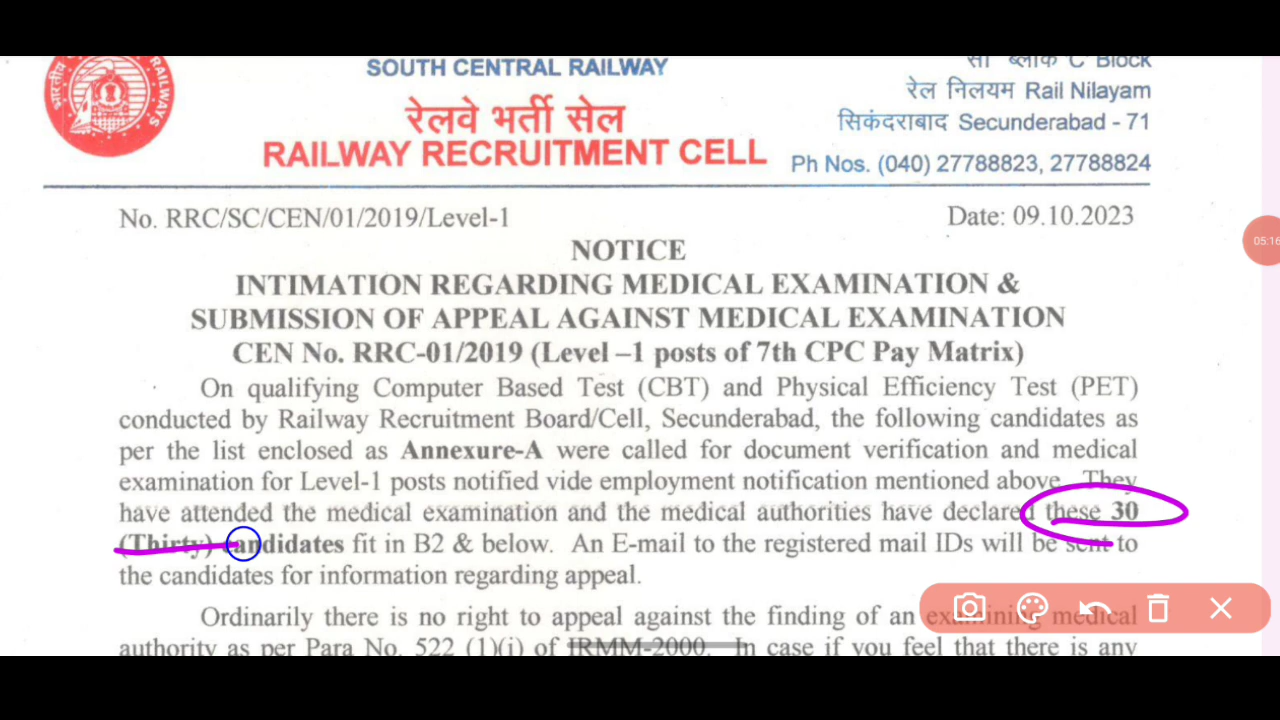 SOUTH CENTRAL RAILWAY
रेलवे भर्ती सेल
RAILWAY RECRUITMENT CELL
सी ब्लॉक C Block
रेल निलयम Rail Nilayam
सिकंदराबाद Secunderabad - 71
Ph Nos. (040) 27788823, 27788824
No. RRC/SC/CEN/01/2019/Level-1
Date: 09.10.2023
NOTICE
INTIMATION REGARDING MEDICAL EXAMINATION &
SUBMISSION OF APPEAL AGAINST MEDICAL EXAMINATION
CEN No. RRC-01/2019 (Level –1 posts of 7th CPC Pay Matrix)
On qualifying Computer Based Test (CBT) and Physical Efficiency Test (PET)
conducted by Railway Recruitment Board/Cell, Secunderabad, the following candidates as
per the list enclosed as Annexure-A were called for document verification and medical
examination for Level-1 posts notified vide employment notification mentioned above. They
have attended the medical examination and the medical authorities have declared these 30
(Thirty) candidates fit in B2 & below. An E-mail to the registered mail IDs will be sent to
the candidates for information regarding appeal.
Ordinarily there is no right to appeal against the finding of an examining medical
authority as per Para No. 522 (1)(i) of IRMM-2000. In case if you feel that there is any
05:16